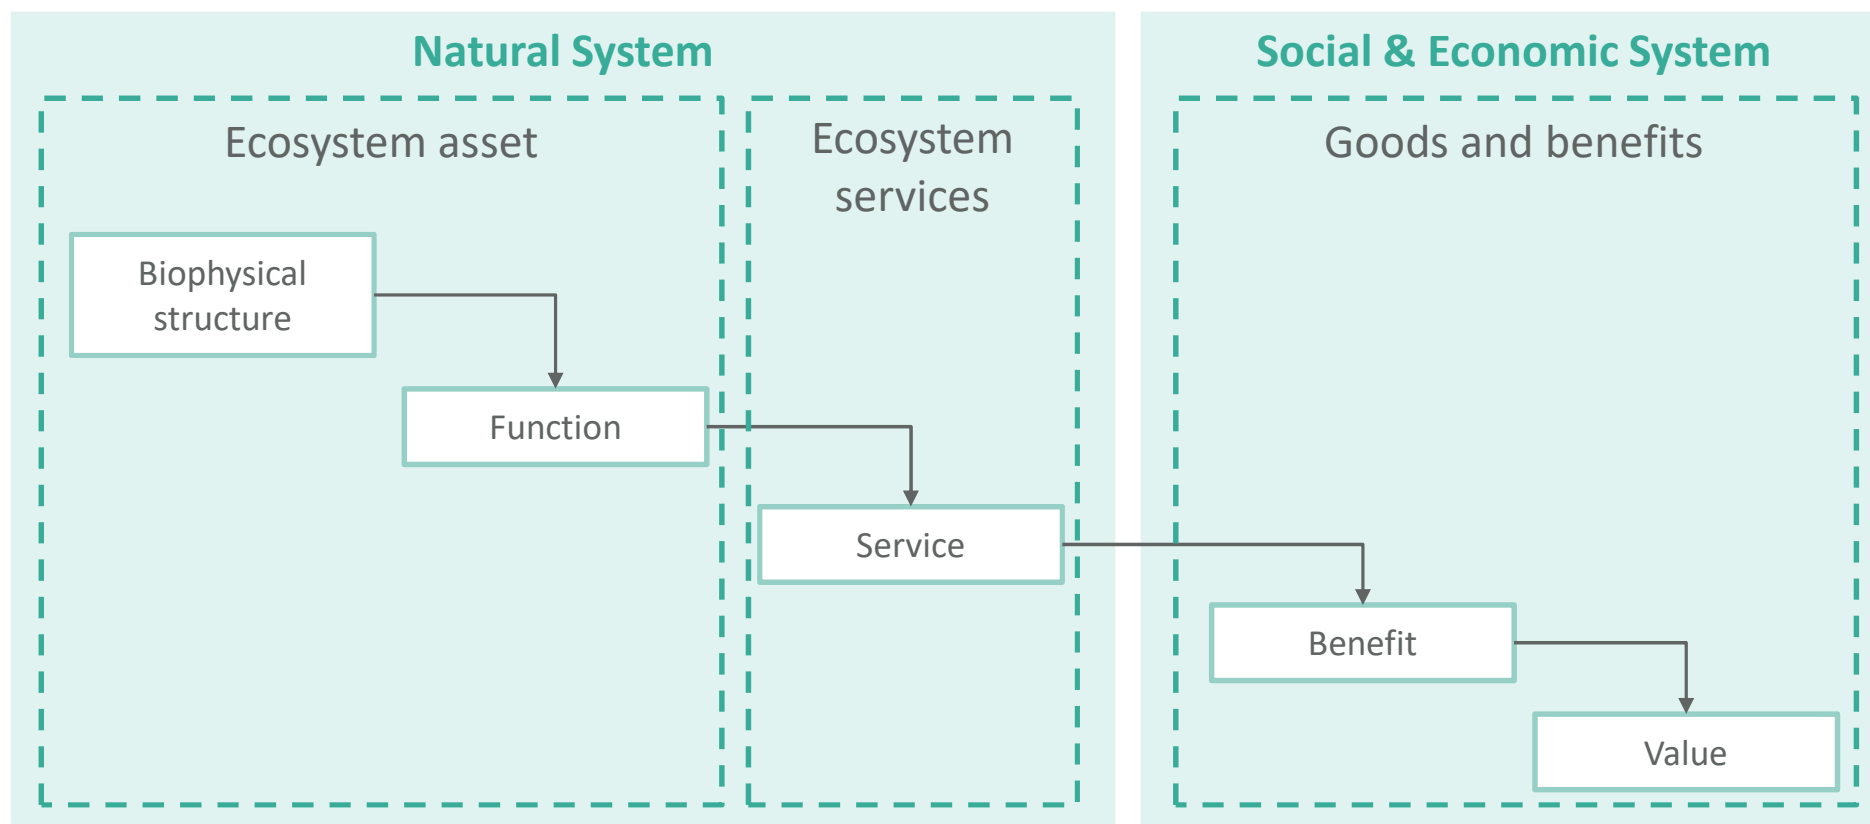 Natural System
Social & Economic System
Ecosystem asset
Ecosystem
services
Goods and benefits
Biophysical
structure
Function
Service
Benefit
Value